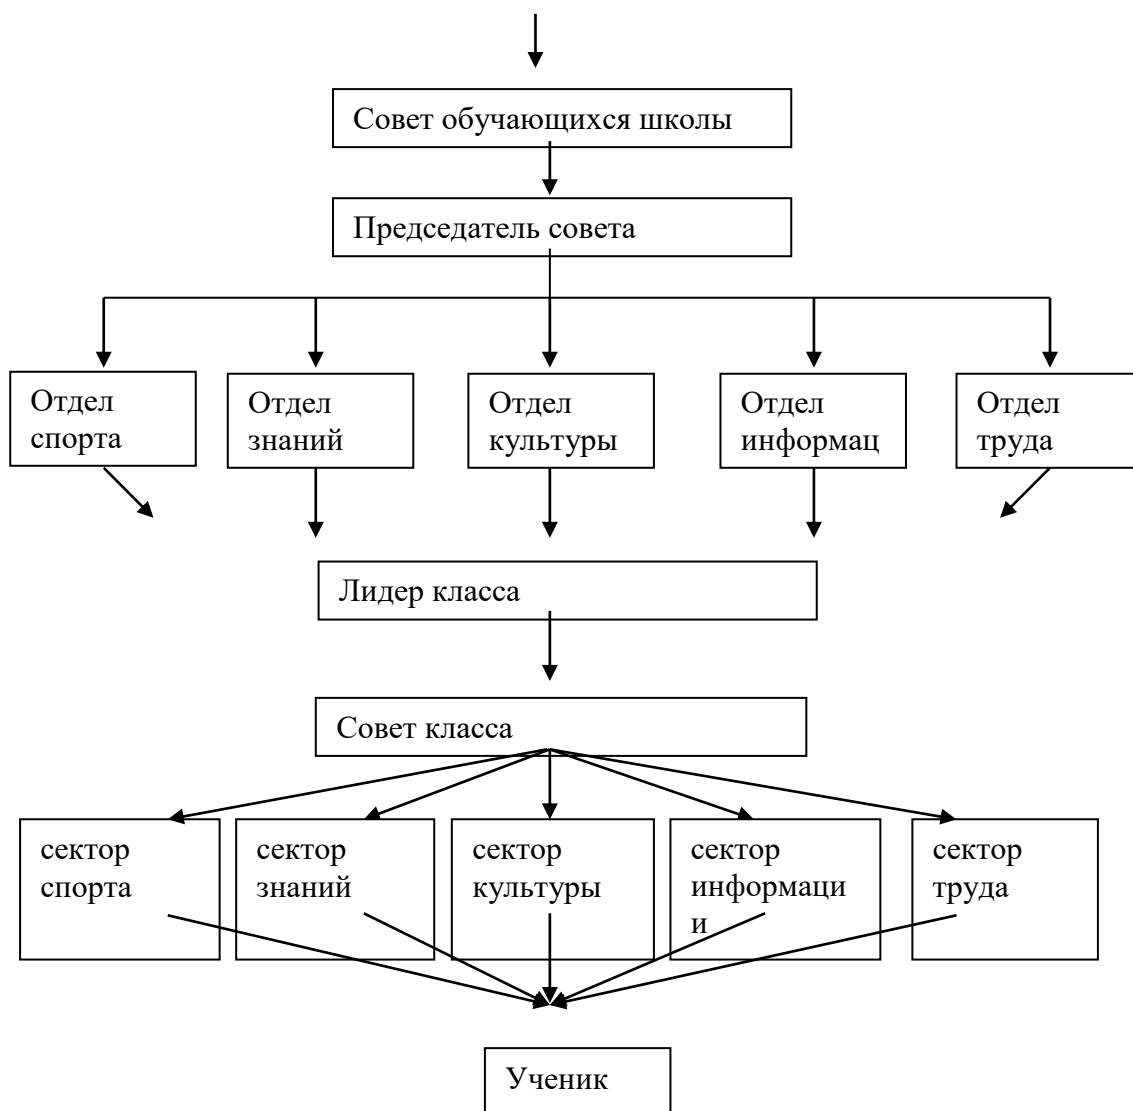 Совет обучающихся школы
Председатель совета
Отдел
спорта
Отдел
знаний
Отдел
культуры
Отдел
информац
Отдел
труда
Лидер класса
Совет класса
сектор
спорта
сектор
знаний
сектор
культуры
сектор
информаци
и
сектор
труда
Ученик